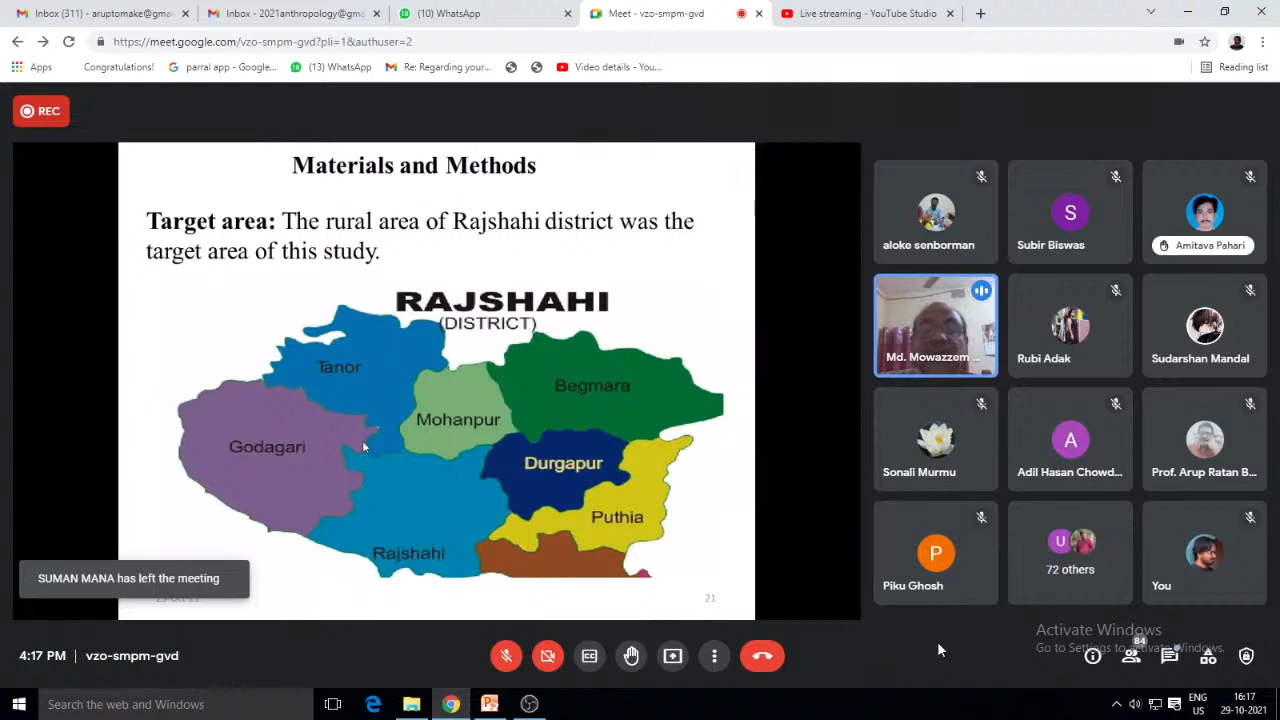 Inbox (311) - aruptomake@gmai
Inbox - 2021anthropology@gmai
(10) WhatsApp
Meet - vzo-smpm-gvd
Live streaming - YouTube Studio
https://meet.google.com/vzo-smpm-gvd?pli=1&authuser=2
Apps
Congratulations!
parral app - Google...
(13) WhatsApp
Re: Regarding your...
Video details - You...
Reading list
REC
Materials and Methods
Target area: The rural area of Rajshahi district was the
target area of this study.
RAJSHAHI
(DISTRICT)
Tanor
Begmara
Mohanpur
Godagari
Durgapur
Puthia
Rajshahi
21
SUMAN MANA has left the meeting
aloke senborman
S
Subir Biswas
Amitava Pahari
Md. Mowazzem ...
Rubi Adak
Sudarshan Mandal
Sonali Murmu
A
Adil Hasan Chowd...
Prof. Arup Ratan B...
P
Piku Ghosh
U
72 others
You
4:17 PM | vzo-smpm-gvd
84
Activate Windows
Go to Settings to activate Windows.
Search the web and Windows
ENG
US
16:17
29-10-2021